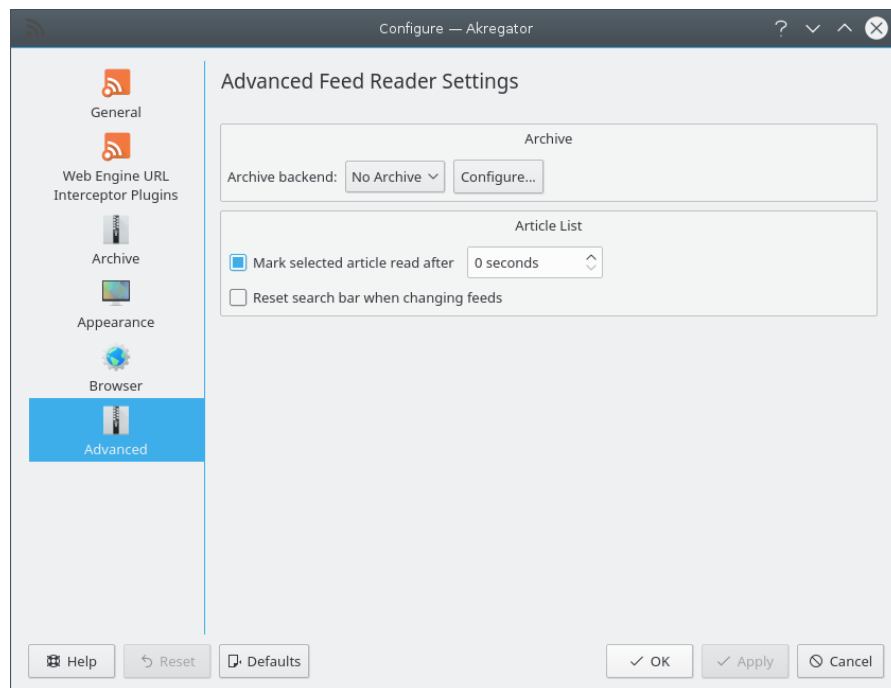 Configure — Akregator
General
Web Engine URL
Interceptor Plugins
Archive
Appearance
Browser
Advanced
Advanced Feed Reader Settings
Archive
Archive backend: No Archive Configure...
Article List
Mark selected article read after 0 seconds
Reset search bar when changing feeds
Help Reset Defaults OK Apply Cancel